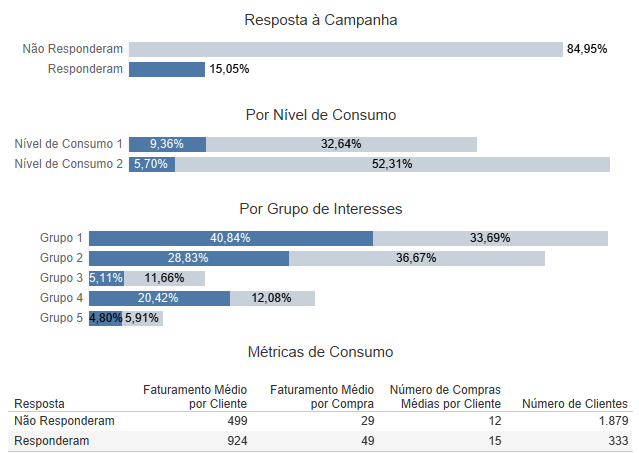 Resposta à Campanha
Não Responderam 84,95%
Responderam 15,05%
Por Nível de Consumo
Nível de Consumo 1 9,36% 32,64%
Nível de Consumo 2 5,70% 52,31%
Por Grupo de Interesses
Grupo 1 40,84% 33,69%
Grupo 2 28,83% 36,67%
Grupo 3 5,11% 11,66%
Grupo 4 20,42% 12,08%
Grupo 5 4,80% 5,91%
Métricas de Consumo
Faturamento Médio Faturamento Médio Número de Compras
Resposta por Cliente por Compra Médias por Cliente Número de Clientes
Não Responderam 499 29 12 1.879
Responderam 924 49 15 333